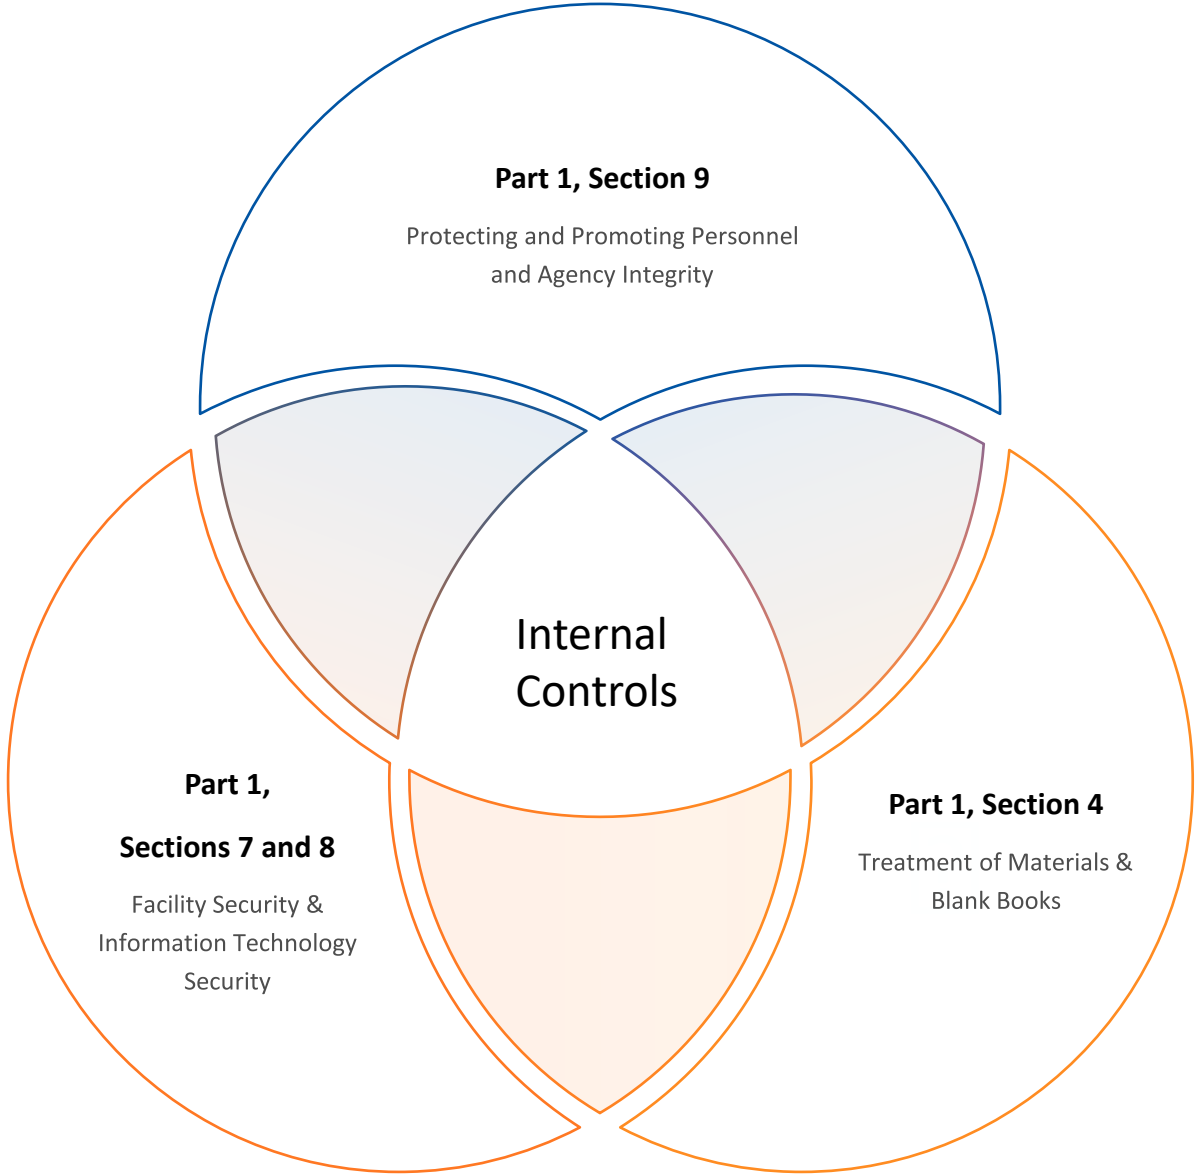 Part 1, Section 9
Protecting and Promoting Personnel
and Agency Integrity
Internal
Controls
Part 1,
Sections 7 and 8
Facility Security &
Information Technology
Security
Part 1, Section 4
Treatment of Materials &
Blank Books